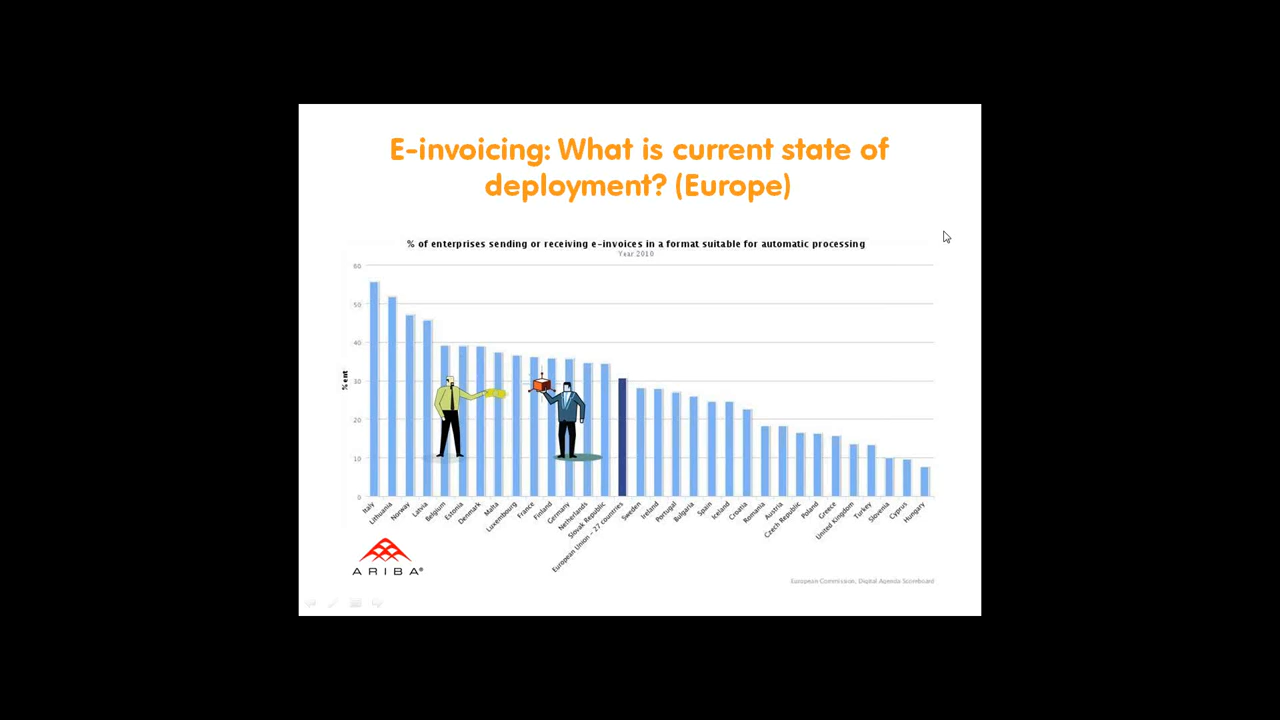 E-invoicing: What is current state of
deployment? (Europe)
% of enterprises sending or receiving e-invoices in a format suitable for automatic processing
Year 2010
60
50
40
30
20
10
0
% ent
Italy
Lithuania
Norway
Latvia
Belgium
Estonia
Denmark
Malta
Luxembourg
France
Finland
Germany
Netherlands
Slovak Republic
European Union - 27 countries
Sweden
Ireland
Portugal
Bulgaria
Spain
Iceland
Croatia
Romania
Austria
Czech Republic
Poland
Greece
United Kingdom
Turkey
Slovenia
Cyprus
Hungary
ARIBA®
European Commission, Digital Agenda Scoreboard